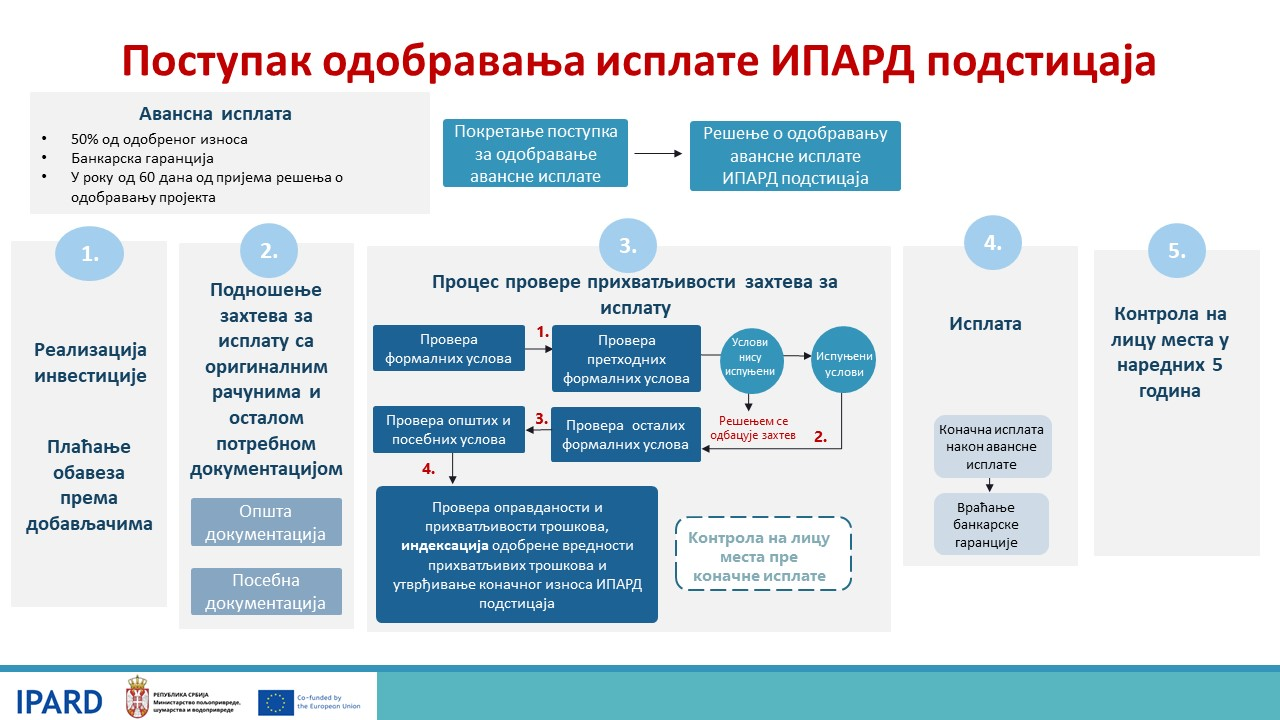 Поступак одобравања исплате ИПАРД подстицаја
Авансна исплата
• 50% од одобреног износа
• Банкарска гаранција
• У року од 60 дана од пријема решења о
одобравању пројекта
Покретање поступка
за одобравање
авансне исплате
Решење о одобравању
авансне исплате
ИПАРД подстицаја
1.
Реализација
инвестиције
Плаћање
обавеза
према
добављачима
2.
Подношење
захтева за
исплату са
оригиналним
рачунима и
осталом
потребном
документацијом
Општа
документација
Посебна
документација
3.
Процес провере прихватљивости захтева за
исплату
Провера
формалних услова
1.
Провера
претходних
формалних услова
Услови
нису
испуњени
Испуњени
услови
Решењем се
одбацује захтев
2.
Провера осталих
формалних услова
3.
Провера општих и
посебних услова
4.
Провера оправданости и
прихватљивости трошкова,
индексација одобрене вредности
прихватљивих трошкова и
утврђивање коначног износа ИПАРД
подстицаја
Контрола на лицу
места пре
коначне исплате
4.
Исплата
Коначна исплата
након авансне
исплате
Враћање
банкарске
гаранције
5.
Контрола на
лицу места у
наредних 5
година
IPARD
РЕПУБЛИКА СРБИЈА
Министарство пољопривреде,
шумарства и водопривреде
Co-funded by
the European Union